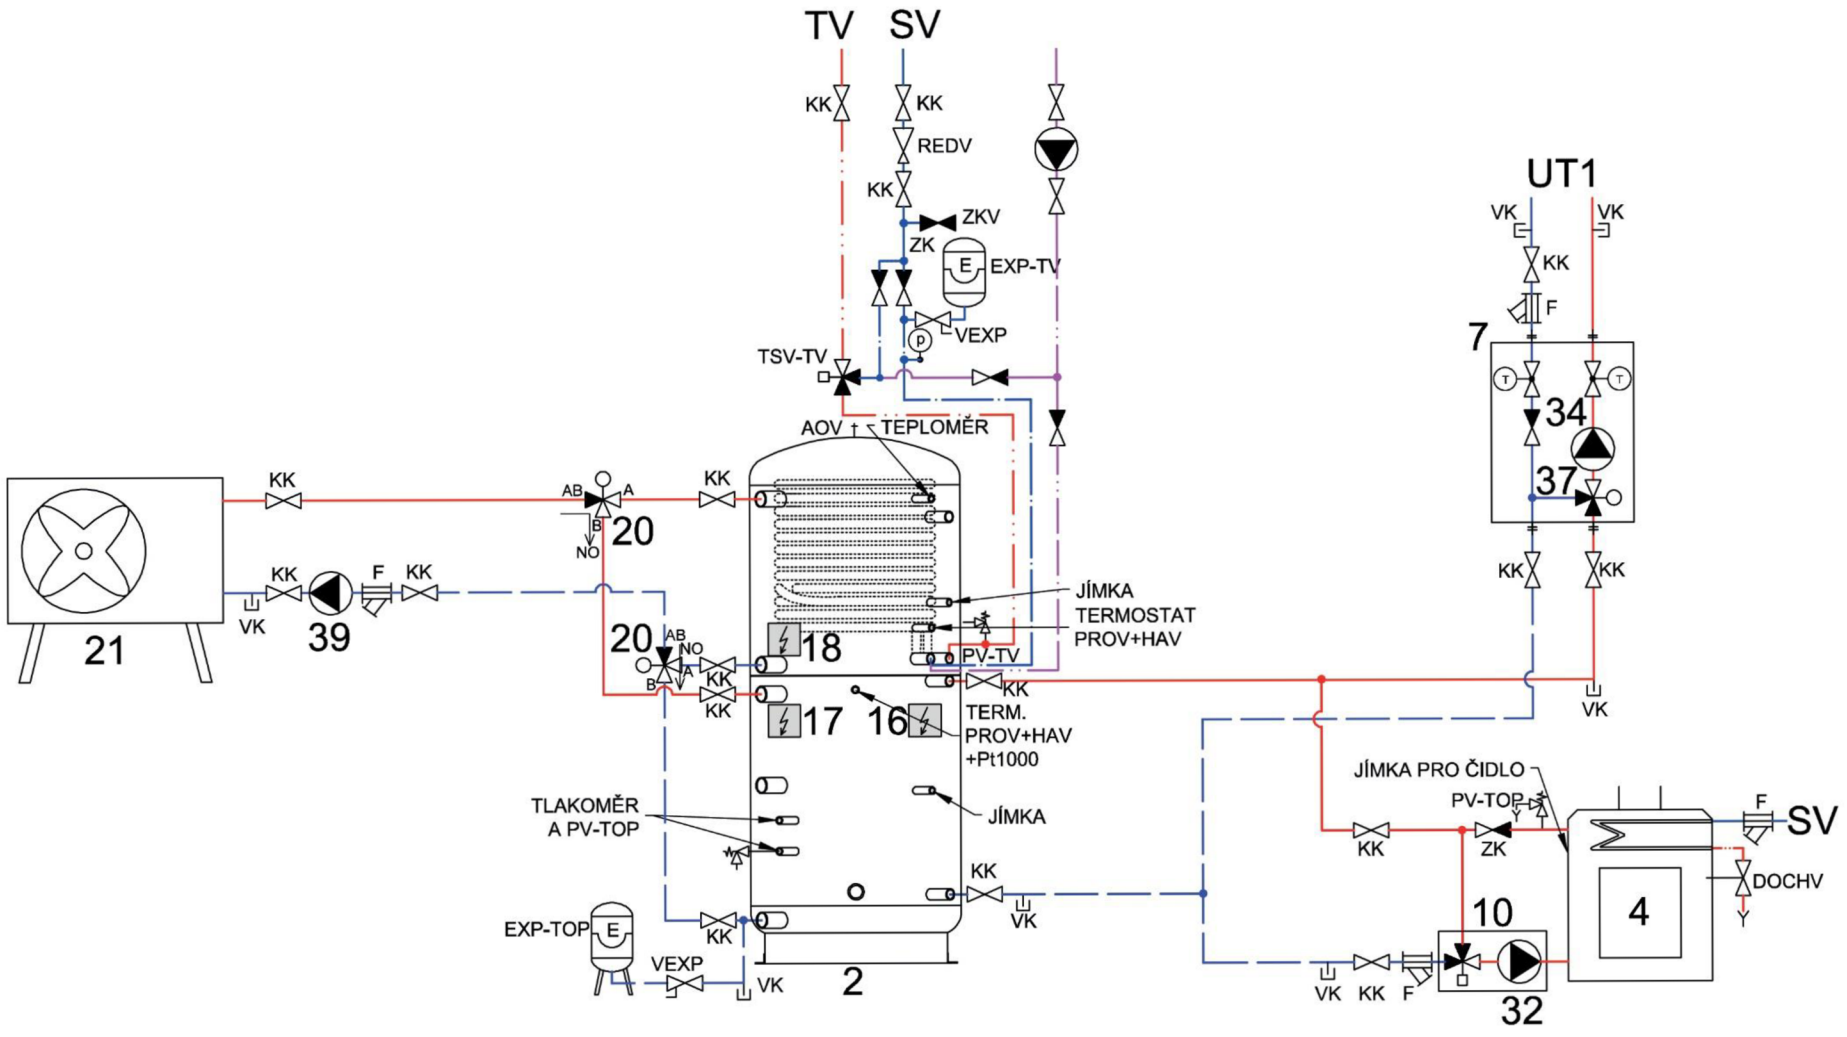 TV SV
KK KK
REDV
KK
ZKV
ZK
E EXP-TV
VEXP
p
TSV-TV
AOV TEPLOMĚR
UT1
VK VK
KK
F
7
T T
34
37
KK KK
KK
AB A
B
NO
20
KK
KK
F
KK
VK
39
21
20
AB
NO
A
B
KK
KK
18
17
16
JÍMKA
TERMOSTAT
PROV+HAV
PV-TV
KK
TERM.
PROV+HAV
+Pt1000
VK
JÍMKA
TLAKOMĚR
A PV-TOP
EXP-TOP
E
VEXP
KK
VK
2
KK
VK
JÍMKA PRO ČIDLO
PV-TOP
F
SV
KK
ZK
DOCHV
4
10
VK KK F
32